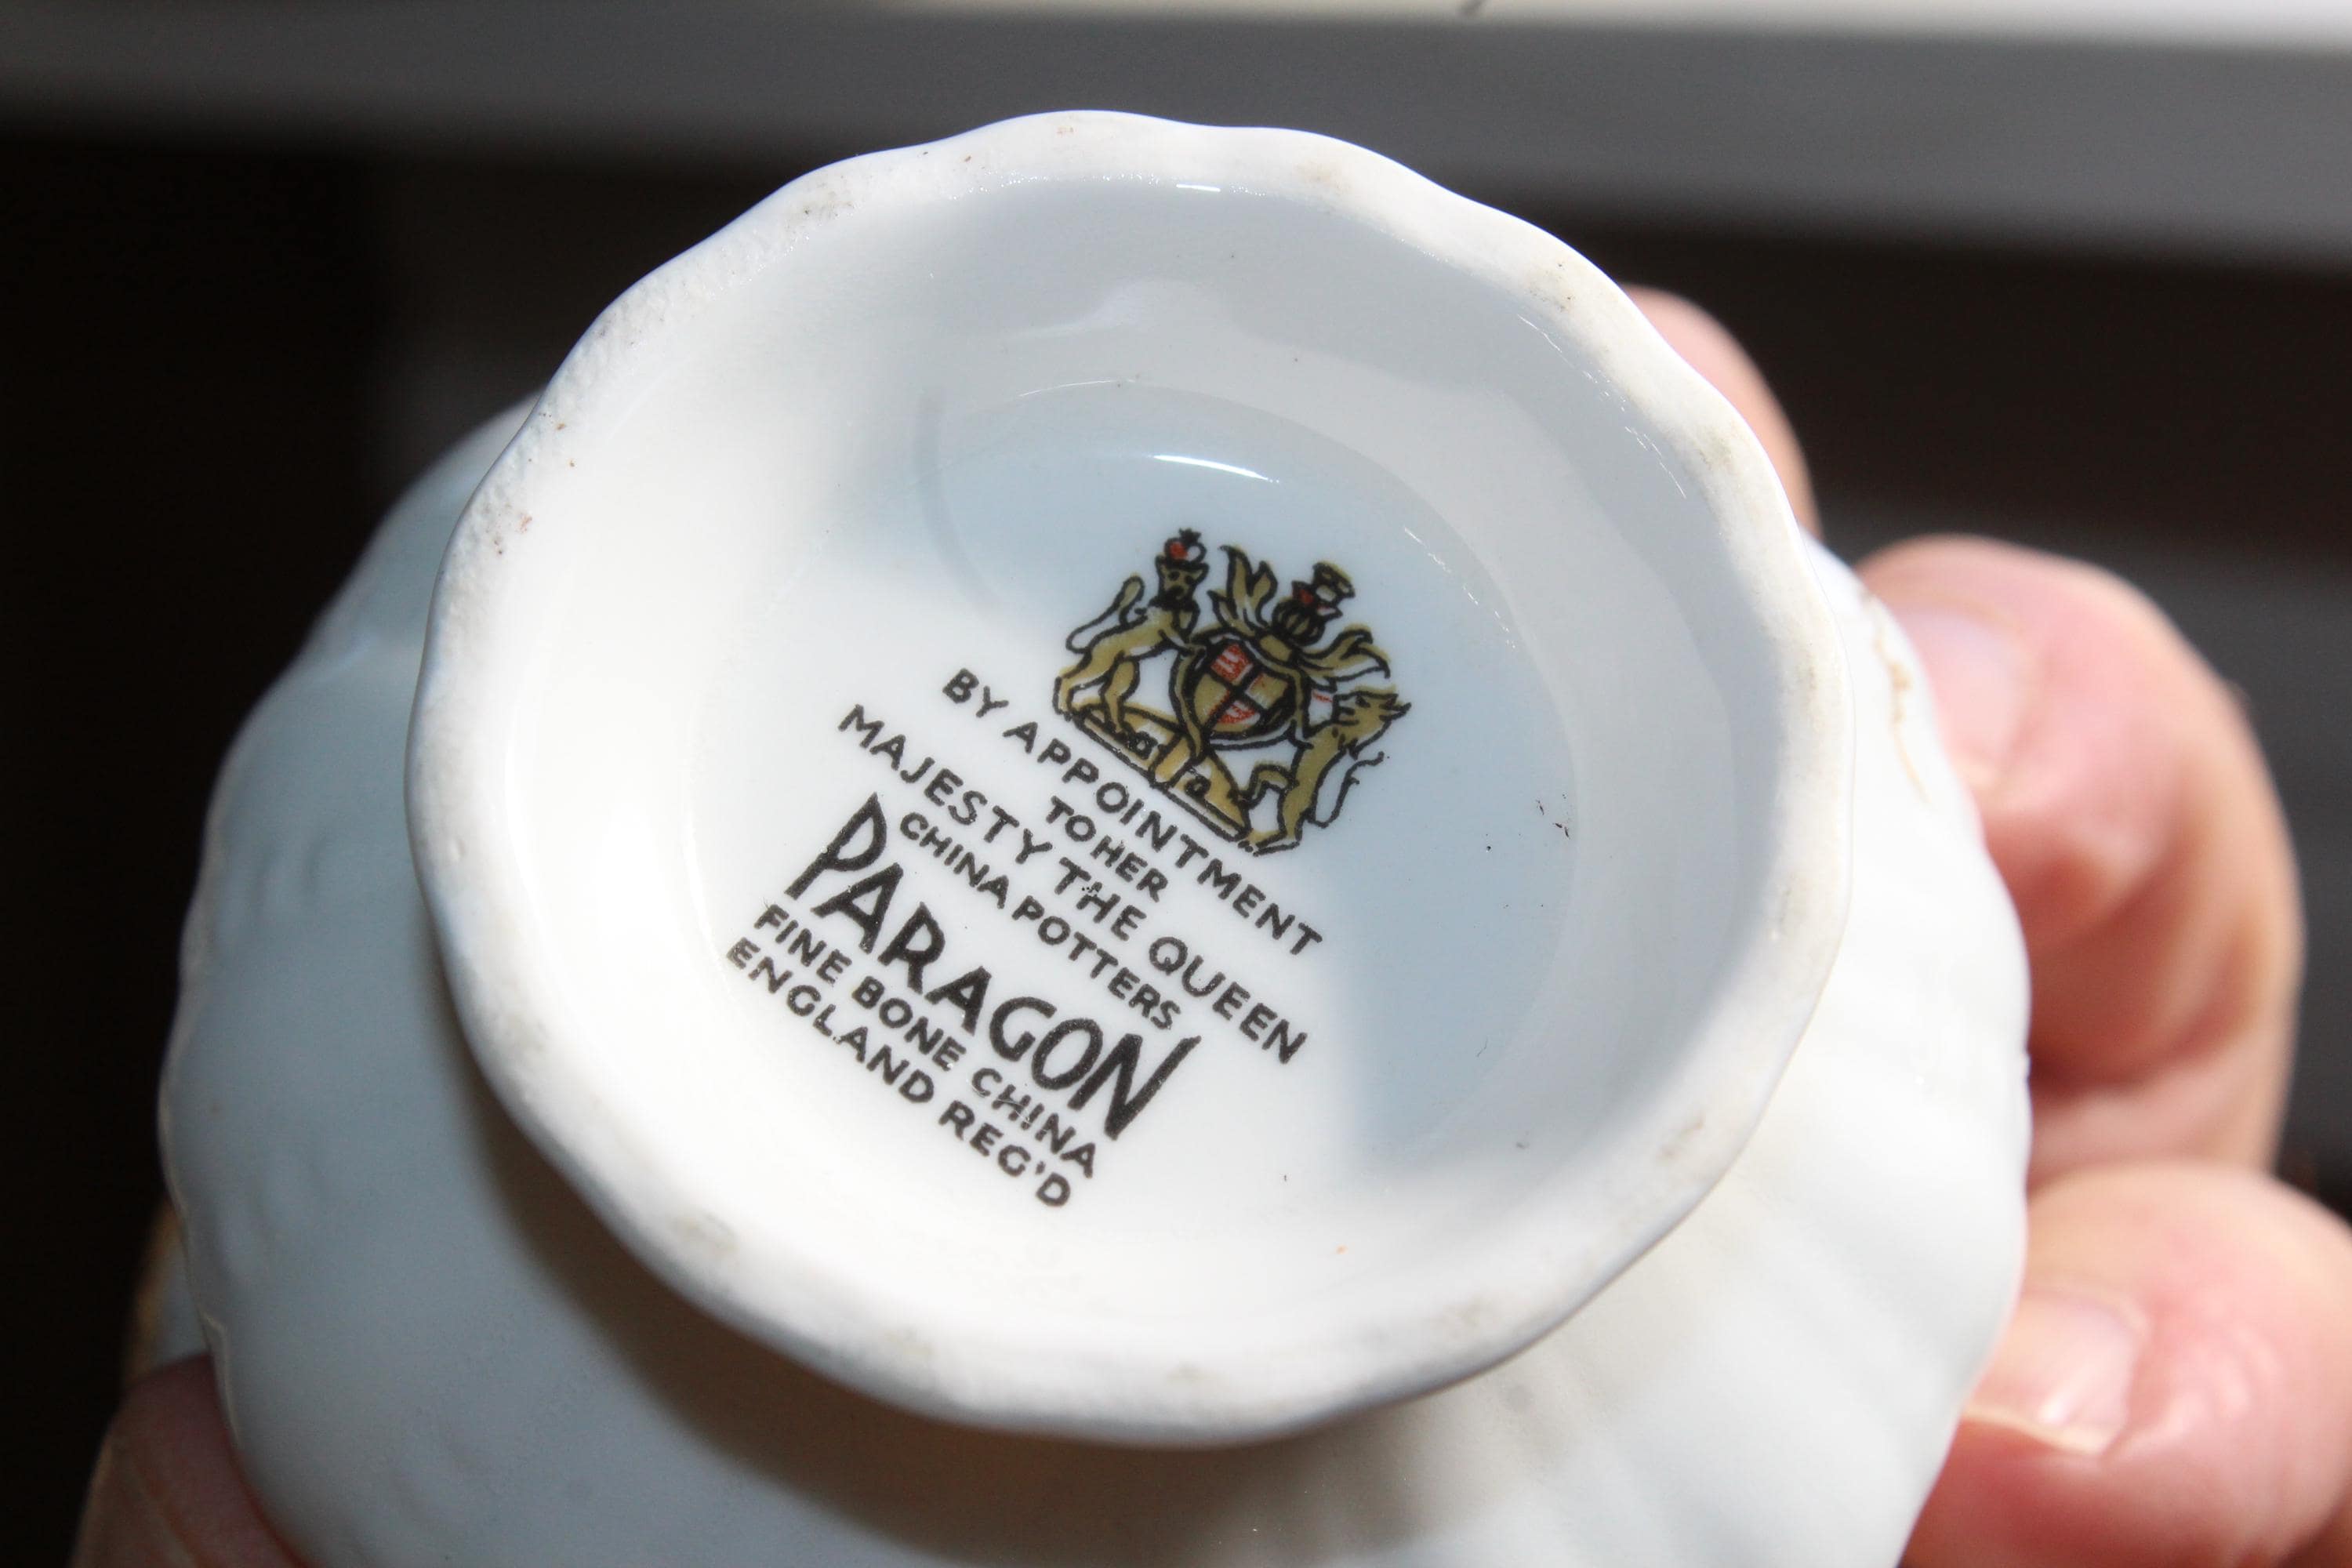 BY APPOINTMENT
TO HER
MAJESTY THE QUEEN
CHINA POTTERS
PARAGON
FINE BONE CHINA
ENGLAND REG'D